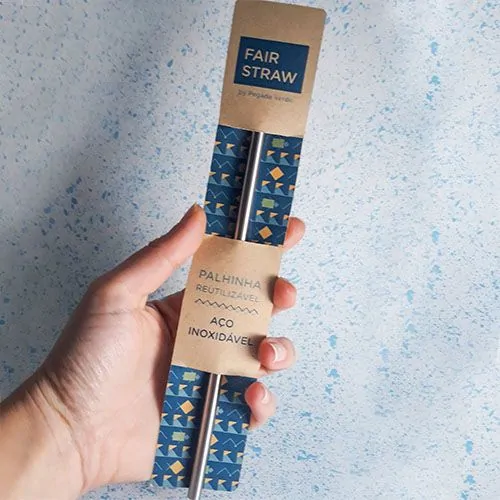 FAIR
STRAW
by Pegada Verde
PALHINHA
REUTILIZÁVEL
AÇO
INOXIDÁVEL